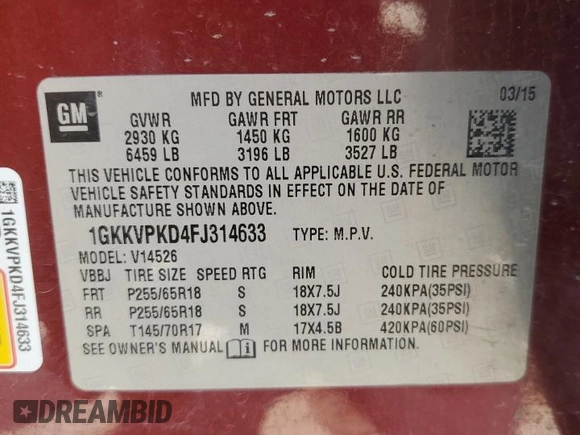 GM
®
MFD BY GENERAL MOTORS LLC 03/15
GVWR GAWR FRT GAWR RR
2930 KG 1450 KG 1600 KG
6459 LB 3196 LB 3527 LB
THIS VEHICLE CONFORMS TO ALL APPLICABLE U.S. FEDERAL MOTOR
VEHICLE SAFETY STANDARDS IN EFFECT ON THE DATE OF
MANUFACTURE SHOWN ABOVE.
1GKKVPKD4FJ314633 TYPE: M.P.V.
MODEL: V14526
VBBJ TIRE SIZE SPEED RTG RIM COLD TIRE PRESSURE
FRT P255/65R18 S 18X7.5J 240KPA(35PSI)
RR P255/65R18 S 18X7.5J 240KPA(35PSI)
SPA T145/70R17 M 17X4.5B 420KPA(60PSI)
SEE OWNER'S MANUAL i FOR MORE INFORMATION.
1GKKVPKD4FJ314633
DREAMBID